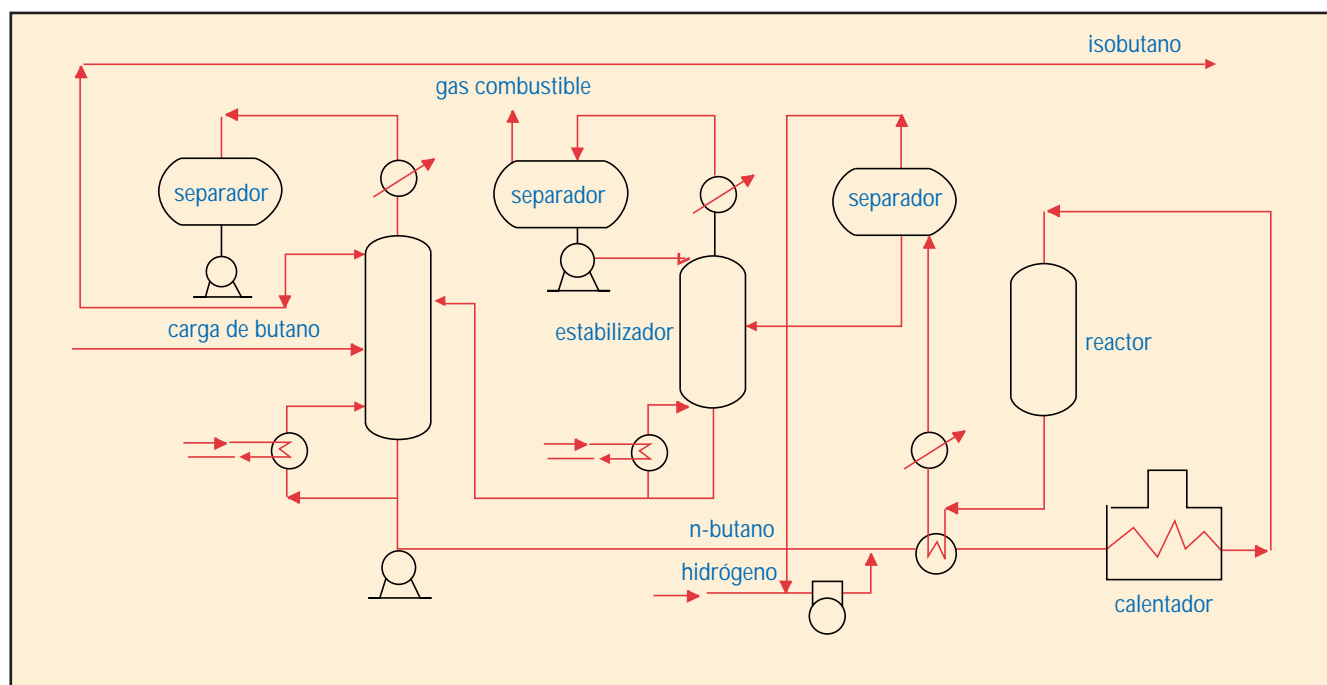 isobutano
gas combustible
separador
separador
separador
carga de butano
estabilizador
reactor
n-butano
hidrógeno
calentador